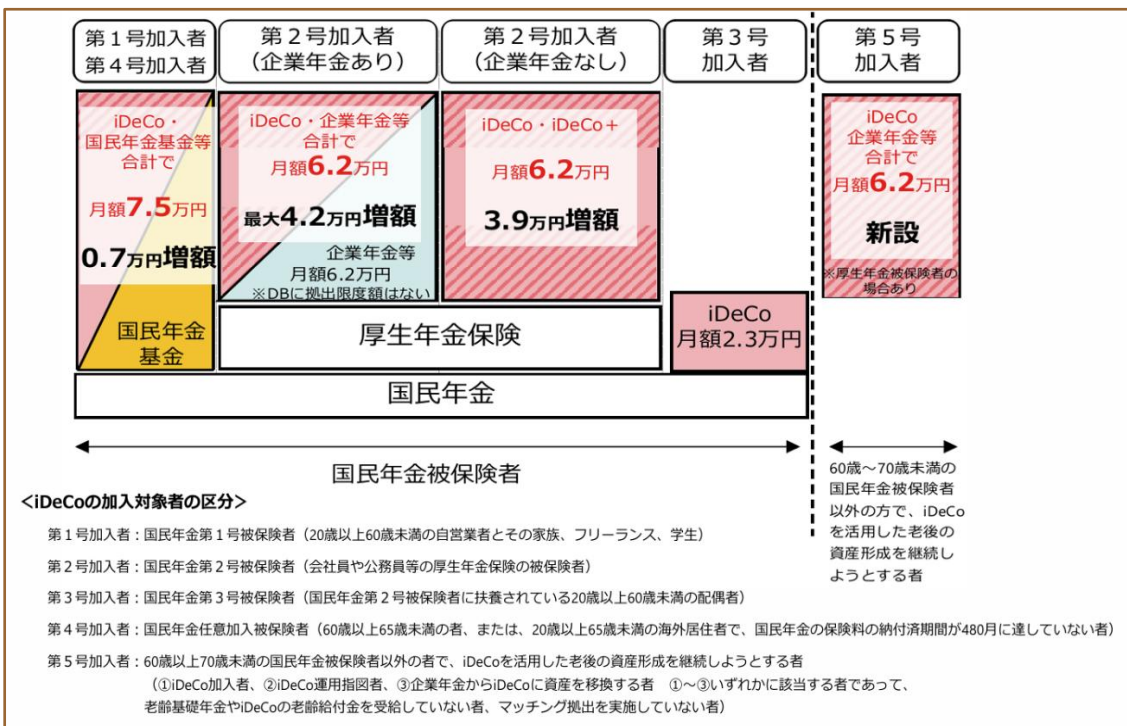 第１号加入者
第４号加入者
第２号加入者
（企業年金あり）
第２号加入者
（企業年金なし）
第３号
加入者
第５号
加入者
iDeCo・
国民年金基金等
合計で
月額7.5万円
0.7万円増額
国民年金
基金
iDeCo・企業年金等
合計で
月額6.2万円
最大4.2万円増額
企業年金等
月額6.2万円
※DBに拠出限度額はない
iDeCo・iDeCo＋
月額6.2万円
3.9万円増額
iDeCo
月額2.3万円
iDeCo
企業年金等
合計で
月額6.2万円
新設
※厚生年金被保険者の
場合あり
厚生年金保険
国民年金
国民年金被保険者
60歳～70歳未満の
国民年金被保険者
以外の方で、iDeCo
を活用した老後の
資産形成を継続し
ようとする者
＜iDeCoの加入対象者の区分＞
第１号加入者：国民年金第１号被保険者（20歳以上60歳未満の自営業者とその家族、フリーランス、学生）
第２号加入者：国民年金第２号被保険者（会社員や公務員等の厚生年金保険の被保険者）
第３号加入者：国民年金第３号被保険者（国民年金第２号被保険者に扶養されている20歳以上60歳未満の配偶者）
第４号加入者：国民年金任意加入被保険者（60歳以上65歳未満の者、または、20歳以上65歳未満の海外居住者で、国民年金の保険料の納付済期間が480月に達していない者）
第５号加入者：60歳以上70歳未満の国民年金被保険者以外の者で、iDeCoを活用した老後の資産形成を継続しようとする者
（①iDeCo加入者、②iDeCo運用指図者、③企業年金からiDeCoに資産を移換する者　①～③いずれかに該当する者であって、
老齢基礎年金やiDeCoの老齢給付金を受給していない者、マッチング拠出を実施していない者）